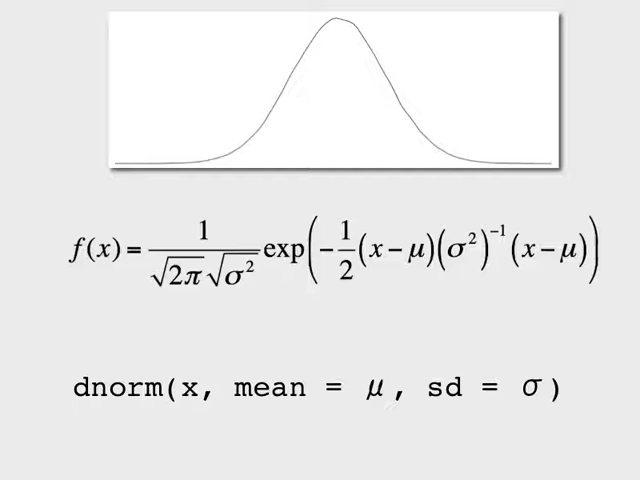 f(x) = 1/(√2π √σ²) exp(−1/2 (x − μ)(σ²)⁻¹ (x − μ))
dnorm(x, mean = μ, sd = σ)